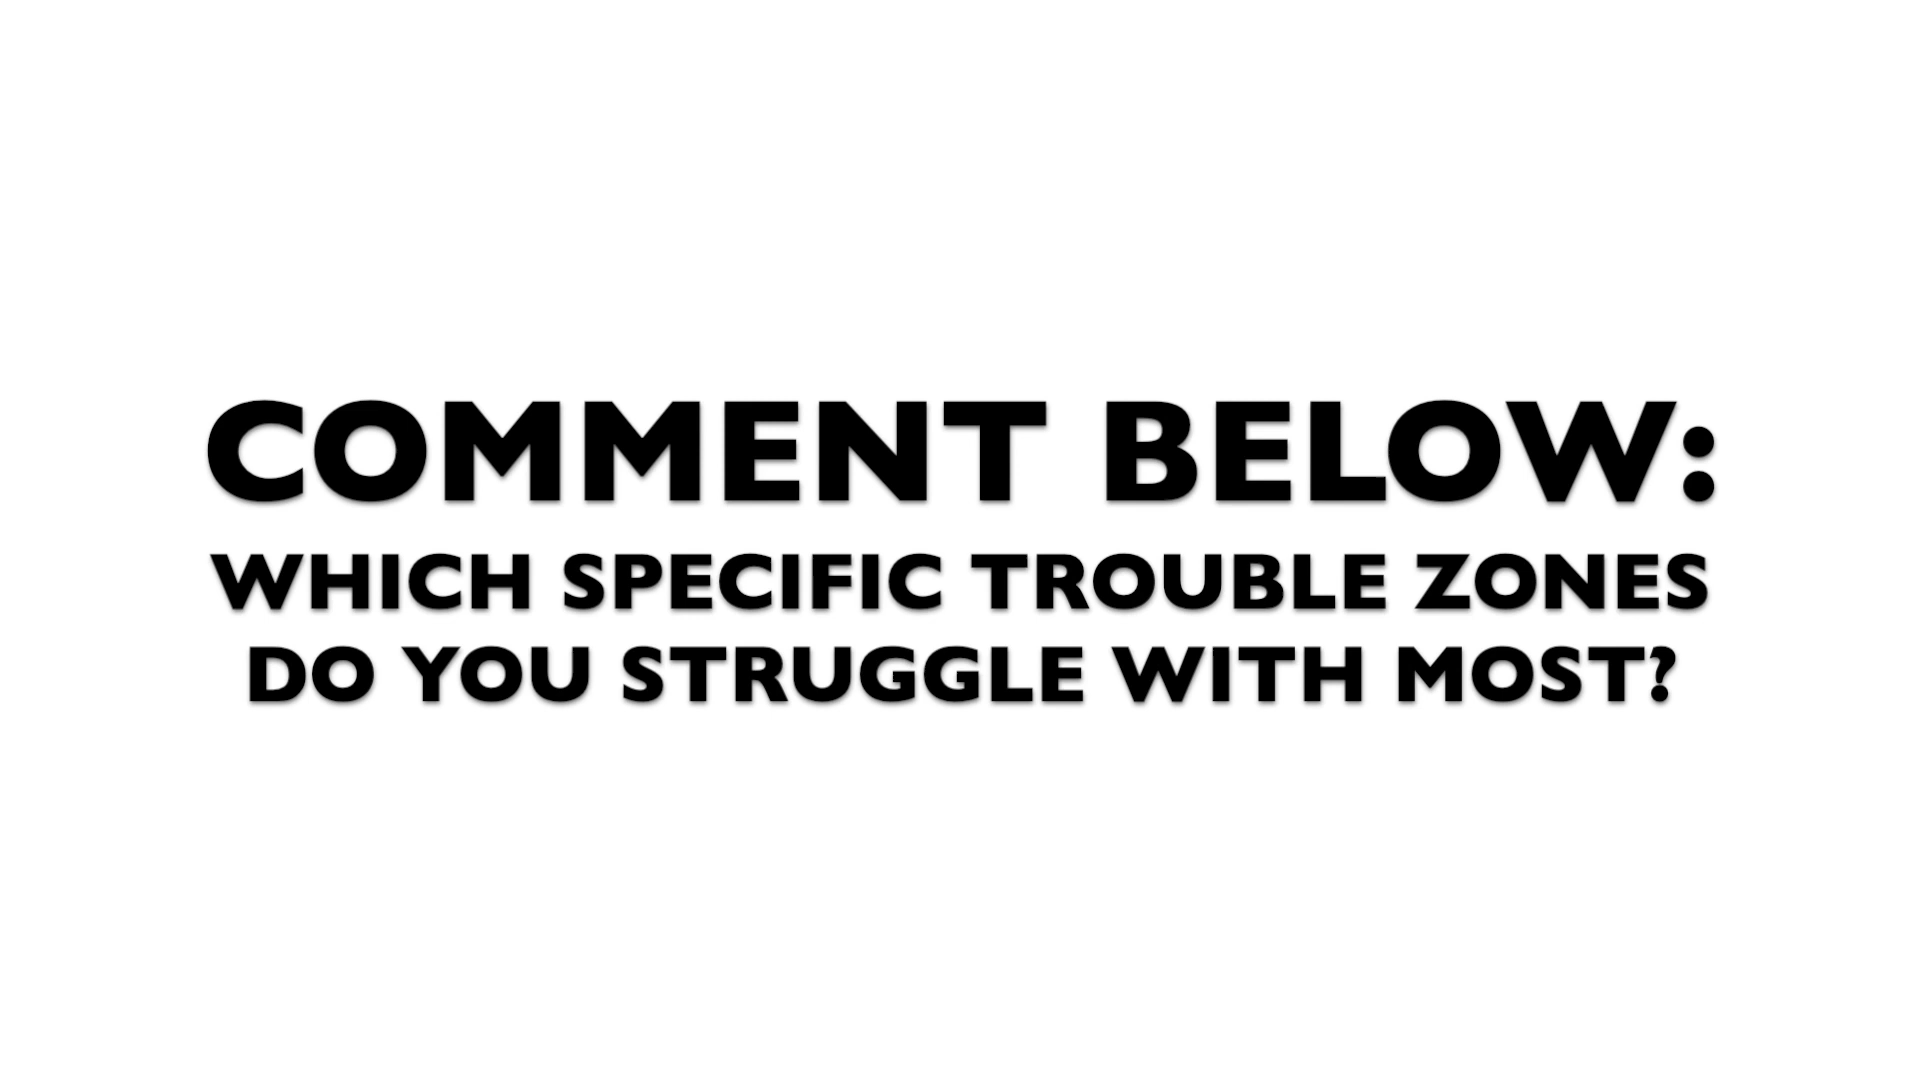 COMMENT BELOW:
WHICH SPECIFIC TROUBLE ZONES
DO YOU STRUGGLE WITH MOST?